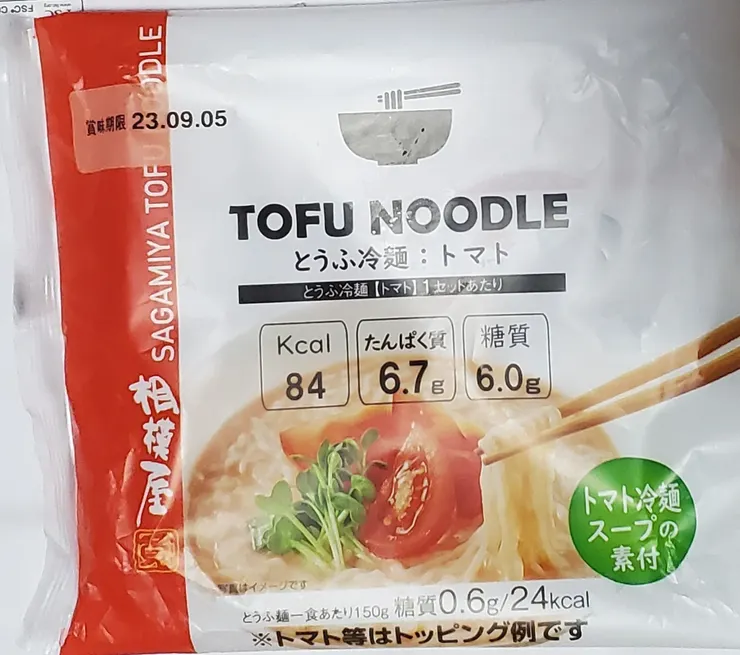 賞味期限 23.09.05
SAGAMIYA TOFU NOODLE
相模屋
TOFU NOODLE
とうふ冷麺：トマト
とうふ冷麺【トマト】1セットあたり
Kcal
84
たんぱく質
6.7g
糖質
6.0g
トマト冷麺
スープの
素付
写真はイメージです
とうふ麺一食あたり150g 糖質0.6g/24kcal
※トマト等はトッピング例です